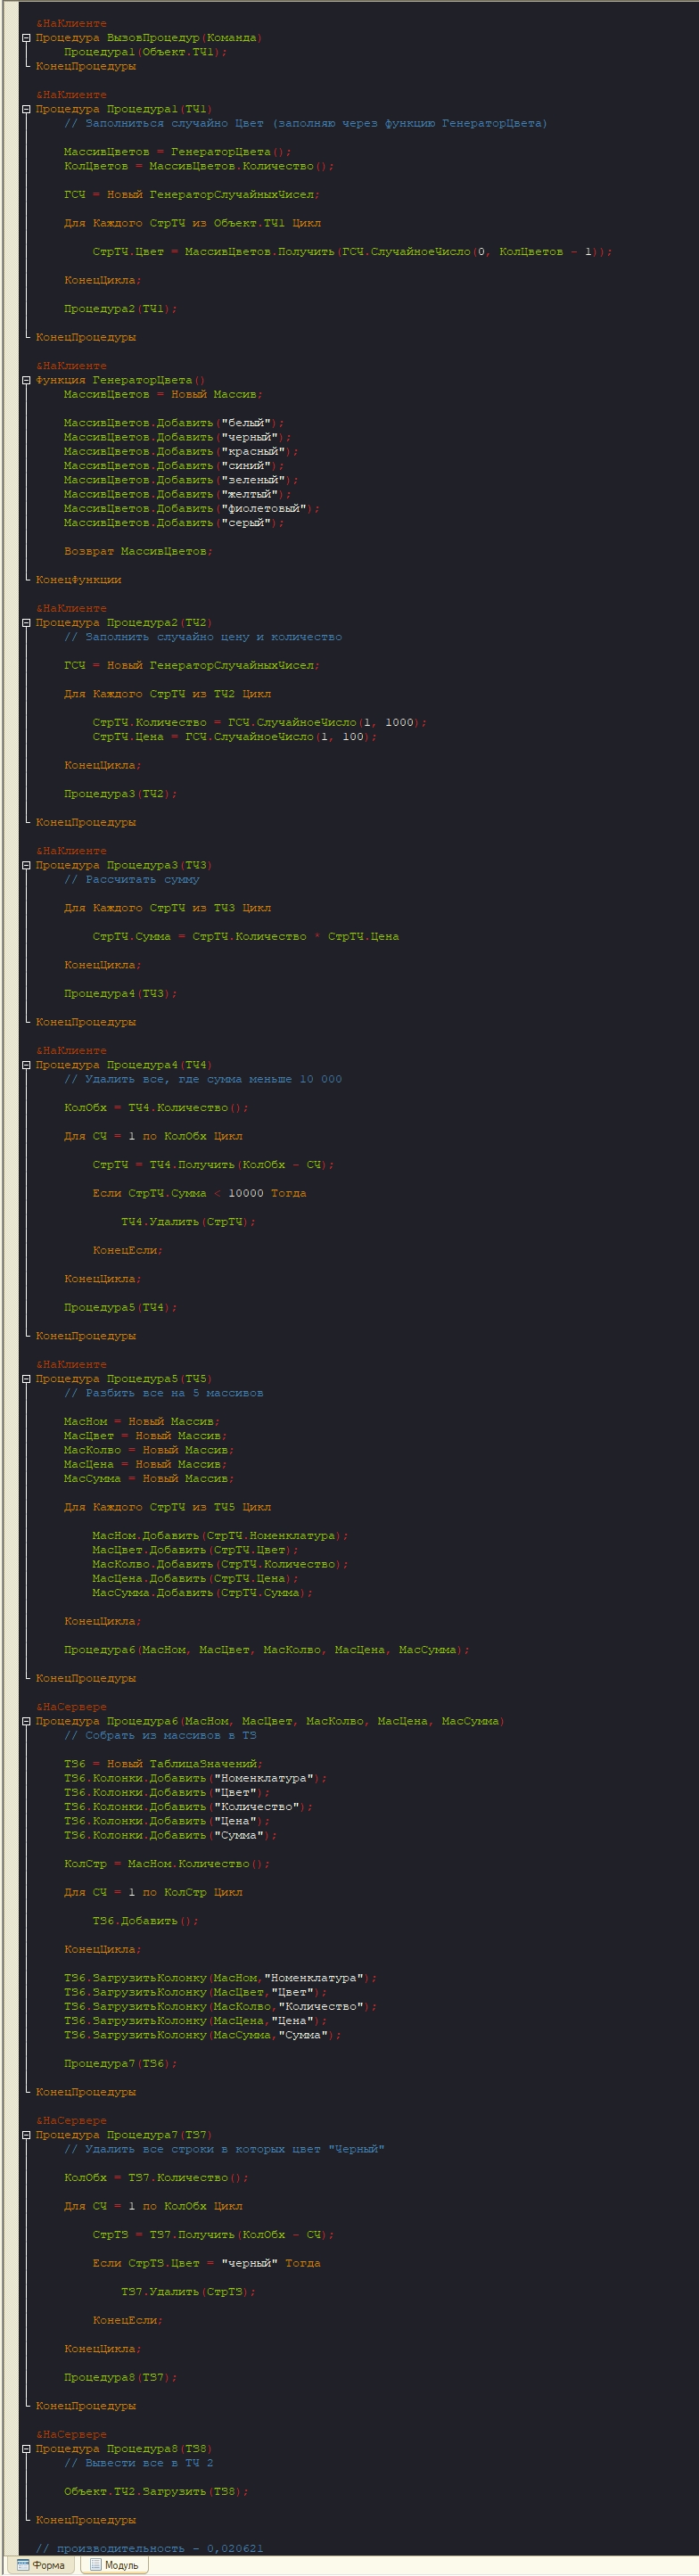 &НаКлиенте
Процедура ВызовПроцедур(Команда)
Процедура1(Объект.ТЧ1);
КонецПроцедуры
&НаКлиенте
Процедура Процедура1(ТЧ1)
// Заполниться случайно Цвет (заполняю через функцию ГенераторЦвета)
МассивЦветов = ГенераторЦвета();
КолЦветов = МассивЦветов.Количество();
ГСЧ = Новый ГенераторСлучайныхЧисел;
Для Каждого СтрТЧ из Объект.ТЧ1 Цикл
СтрТЧ.Цвет = МассивЦветов.Получить(ГСЧ.СлучайноеЧисло(0, КолЦветов - 1));
КонецЦикла;
Процедура2(ТЧ1);
КонецПроцедуры
&НаКлиенте
Функция ГенераторЦвета()
МассивЦветов = Новый Массив;
МассивЦветов.Добавить("белый");
МассивЦветов.Добавить("черный");
МассивЦветов.Добавить("красный");
МассивЦветов.Добавить("синий");
МассивЦветов.Добавить("зеленый");
МассивЦветов.Добавить("желтый");
МассивЦветов.Добавить("фиолетовый");
МассивЦветов.Добавить("серый");
Возврат МассивЦветов;
КонецФункции
&НаКлиенте
Процедура Процедура2(ТЧ2)
// Заполнить случайно цену и количество
ГСЧ = Новый ГенераторСлучайныхЧисел;
Для Каждого СтрТЧ из ТЧ2 Цикл
СтрТЧ.Количество = ГСЧ.СлучайноеЧисло(1, 1000);
СтрТЧ.Цена = ГСЧ.СлучайноеЧисло(1, 100);
КонецЦикла;
Процедура3(ТЧ2);
КонецПроцедуры
&НаКлиенте
Процедура Процедура3(ТЧ3)
// Рассчитать сумму
Для Каждого СтрТЧ из ТЧ3 Цикл
СтрТЧ.Сумма = СтрТЧ.Количество * СтрТЧ.Цена
КонецЦикла;
Процедура4(ТЧ3);
КонецПроцедуры
&НаКлиенте
Процедура Процедура4(ТЧ4)
// Удалить все, где сумма меньше 10 000
КолОбх = ТЧ4.Количество();
Для СЧ = 1 по КолОбх Цикл
СтрТЧ = ТЧ4.Получить(КолОбх - СЧ);
Если СтрТЧ.Сумма < 10000 Тогда
ТЧ4.Удалить(СтрТЧ);
КонецЕсли;
КонецЦикла;
Процедура5(ТЧ4);
КонецПроцедуры
&НаКлиенте
Процедура Процедура5(ТЧ5)
// Разбить все на 5 массивов
МасНом = Новый Массив;
МасЦвет = Новый Массив;
МасКолво = Новый Массив;
МасЦена = Новый Массив;
МасСумма = Новый Массив;
Для Каждого СтрТЧ из ТЧ5 Цикл
МасНом.Добавить(СтрТЧ.Номенклатура);
МасЦвет.Добавить(СтрТЧ.Цвет);
МасКолво.Добавить(СтрТЧ.Количество);
МасЦена.Добавить(СтрТЧ.Цена);
МасСумма.Добавить(СтрТЧ.Сумма);
КонецЦикла;
Процедура6(МасНом, МасЦвет, МасКолво, МасЦена, МасСумма);
КонецПроцедуры
&НаСервере
Процедура Процедура6(МасНом, МасЦвет, МасКолво, МасЦена, МасСумма)
// Собрать из массивов в ТЗ
ТЗ6 = Новый ТаблицаЗначений;
ТЗ6.Колонки.Добавить("Номенклатура");
ТЗ6.Колонки.Добавить("Цвет");
ТЗ6.Колонки.Добавить("Количество");
ТЗ6.Колонки.Добавить("Цена");
ТЗ6.Колонки.Добавить("Сумма");
КолСтр = МасНом.Количество();
Для СЧ = 1 по КолСтр Цикл
ТЗ6.Добавить();
КонецЦикла;
ТЗ6.ЗагрузитьКолонку(МасНом,"Номенклатура");
ТЗ6.ЗагрузитьКолонку(МасЦвет,"Цвет");
ТЗ6.ЗагрузитьКолонку(МасКолво,"Количество");
ТЗ6.ЗагрузитьКолонку(МасЦена,"Цена");
ТЗ6.ЗагрузитьКолонку(МасСумма,"Сумма");
Процедура7(ТЗ6);
КонецПроцедуры
&НаСервере
Процедура Процедура7(ТЗ7)
// Удалить все строки в которых цвет "Черный"
КолОбх = ТЗ7.Количество();
Для СЧ = 1 по КолОбх Цикл
СтрТЗ = ТЗ7.Получить(КолОбх - СЧ);
Если СтрТЗ.Цвет = "черный" Тогда
ТЗ7.Удалить(СтрТЗ);
КонецЕсли;
КонецЦикла;
Процедура8(ТЗ7);
КонецПроцедуры
&НаСервере
Процедура Процедура8(ТЗ8)
// Вывести все в ТЧ 2
Объект.ТЧ2.Загрузить(ТЗ8);
КонецПроцедуры
// производительность - 0,020621
Форма Модуль